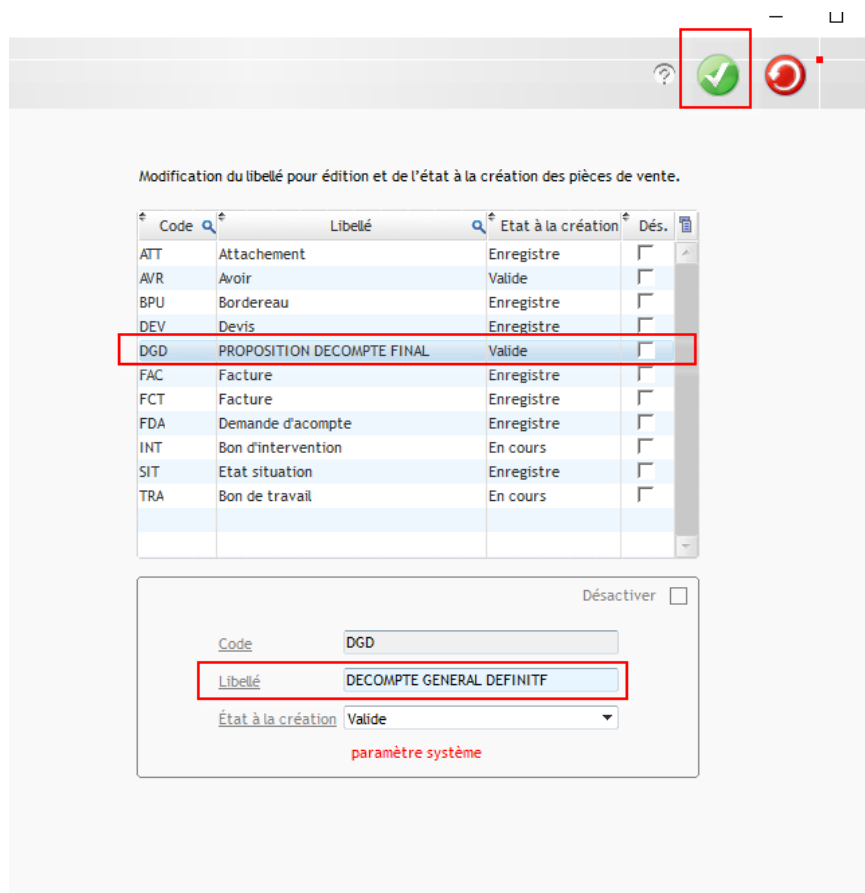 Modification du libellé pour édition et de l'état à la création des pièces de vente.
Code Libellé Etat à la création Dés.
ATT Attachement Enregistre
AVR Avoir Valide
BPU Bordereau Enregistre
DEV Devis Enregistre
DGD PROPOSITION DECOMPTE FINAL Valide
FAC Facture Enregistre
FCT Facture Enregistre
FDA Demande d'acompte Enregistre
INT Bon d'intervention En cours
SIT Etat situation Enregistre
TRA Bon de travail En cours
Désactiver
Code DGD
Libellé DECOMPTE GENERAL DEFINITF
État à la création Valide
paramètre système